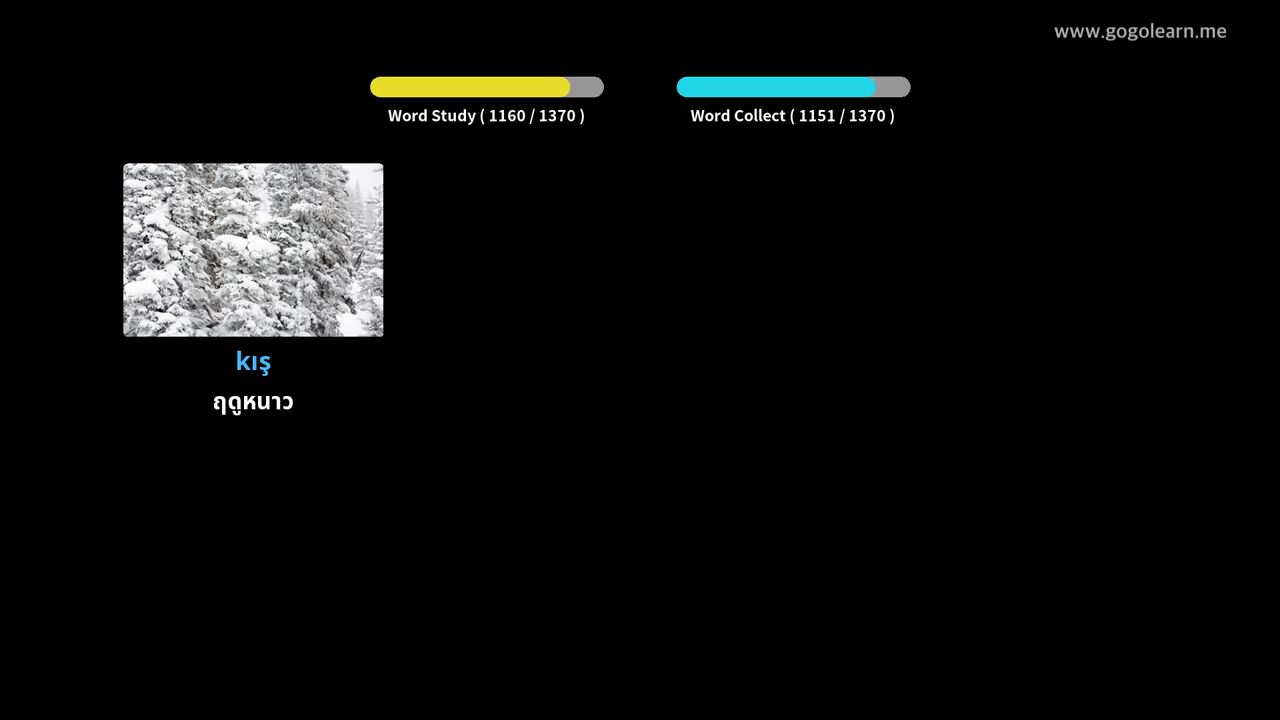 www.gogolearn.me
Word Study ( 1160 / 1370 )
Word Collect ( 1151 / 1370 )
kış
ฤดูหนาว